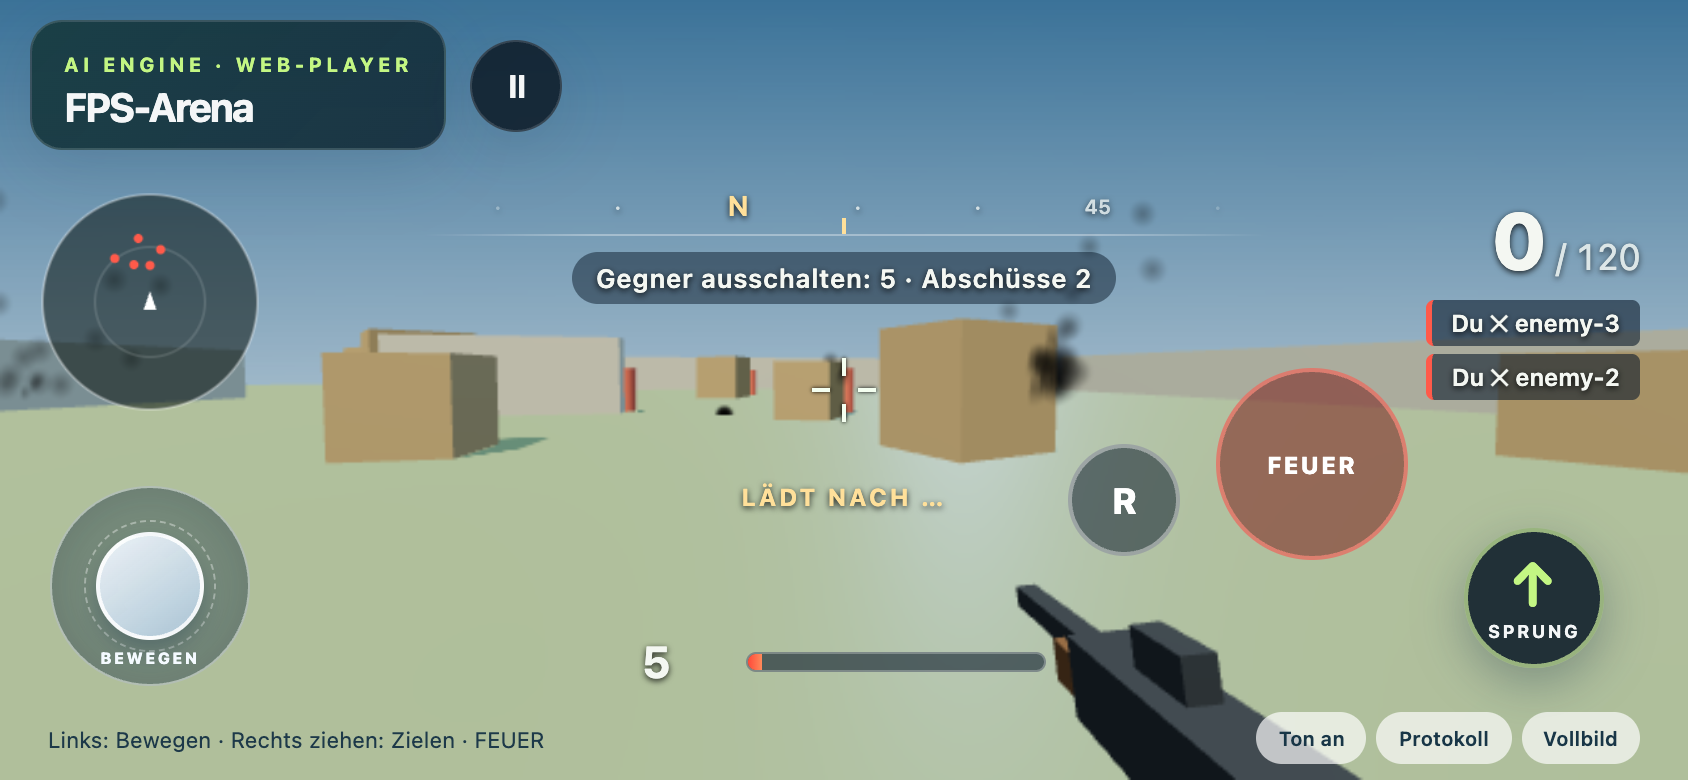 AI ENGINE · WEB-PLAYER
FPS-Arena
N
45
Gegner ausschalten: 5 · Abschüsse 2
0 / 120
Du ✕ enemy-3
Du ✕ enemy-2
FEUER
LÄDT NACH ...
R
SPRUNG
BEWEGEN
5
Links: Bewegen · Rechts ziehen: Zielen · FEUER
Ton an
Protokoll
Vollbild